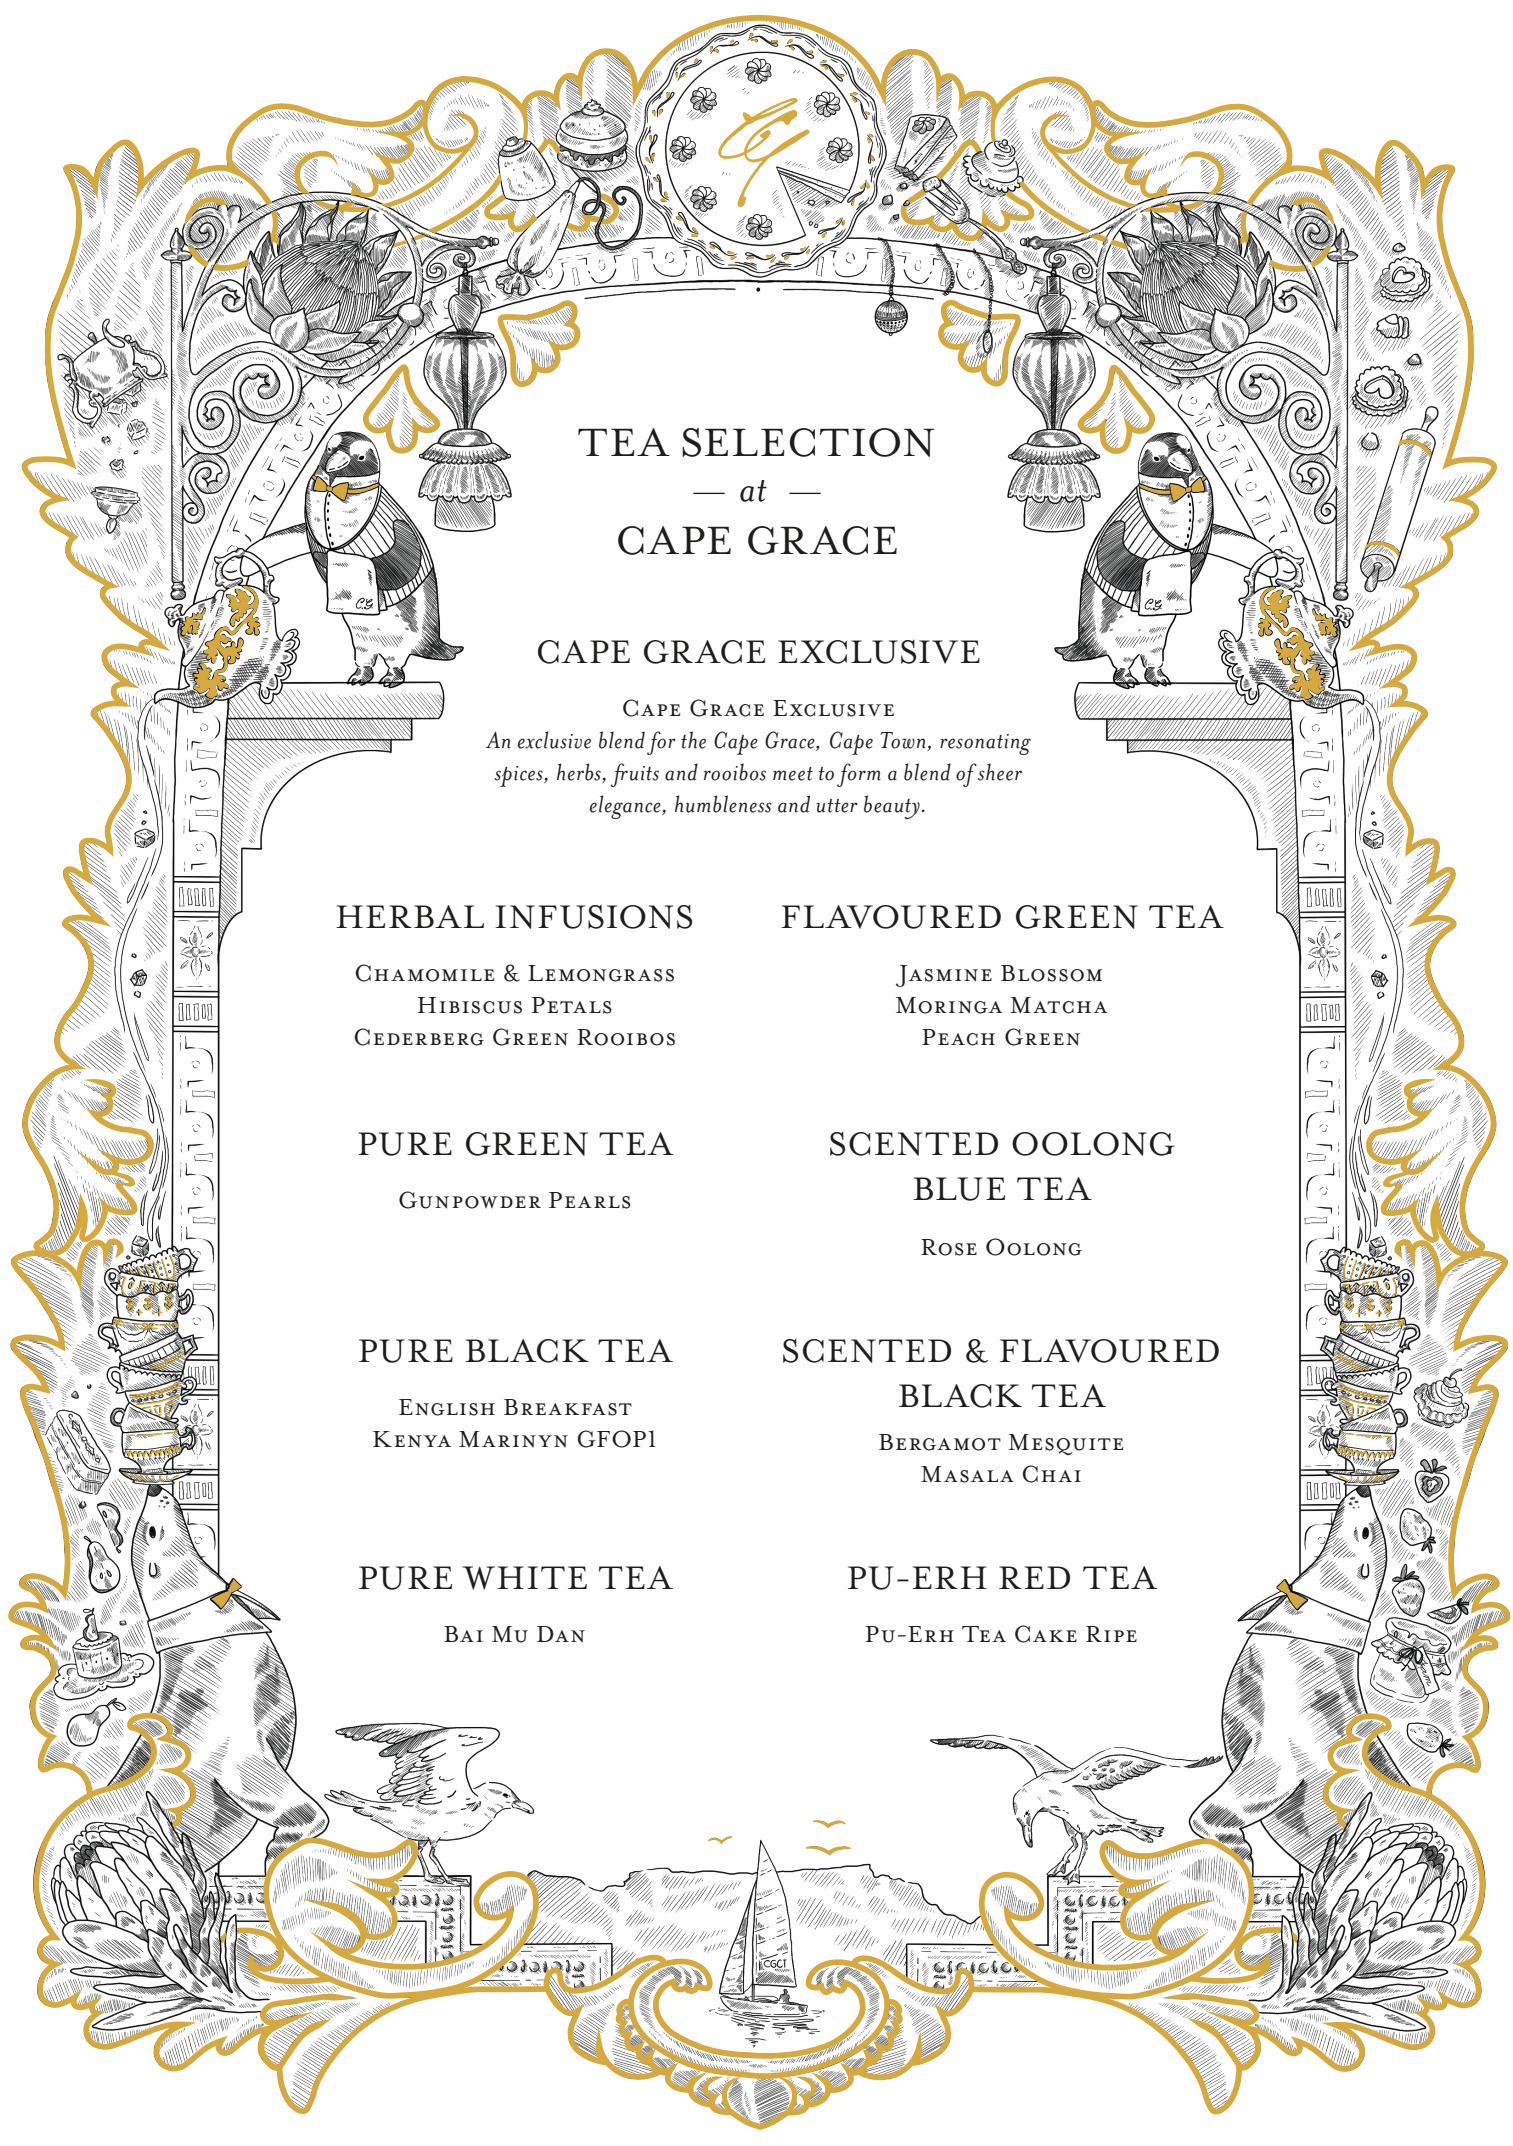 TEA SELECTION
— at —
CAPE GRACE
C.G.
C.G.
CAPE GRACE EXCLUSIVE
Cape Grace Exclusive
An exclusive blend for the Cape Grace, Cape Town, resonating
spices, herbs, fruits and rooibos meet to form a blend of sheer
elegance, humbleness and utter beauty.
HERBAL INFUSIONS
Chamomile & Lemongrass
Hibiscus Petals
Cederberg Green Rooibos
FLAVOURED GREEN TEA
Jasmine Blossom
Moringa Matcha
Peach Green
PURE GREEN TEA
Gunpowder Pearls
SCENTED OOLONG
BLUE TEA
Rose Oolong
PURE BLACK TEA
English Breakfast
Kenya Marinyn GFOP1
SCENTED & FLAVOURED
BLACK TEA
Bergamot Mesquite
Masala Chai
PURE WHITE TEA
Bai Mu Dan
PU-ERH RED TEA
Pu-Erh Tea Cake Ripe
CGCT